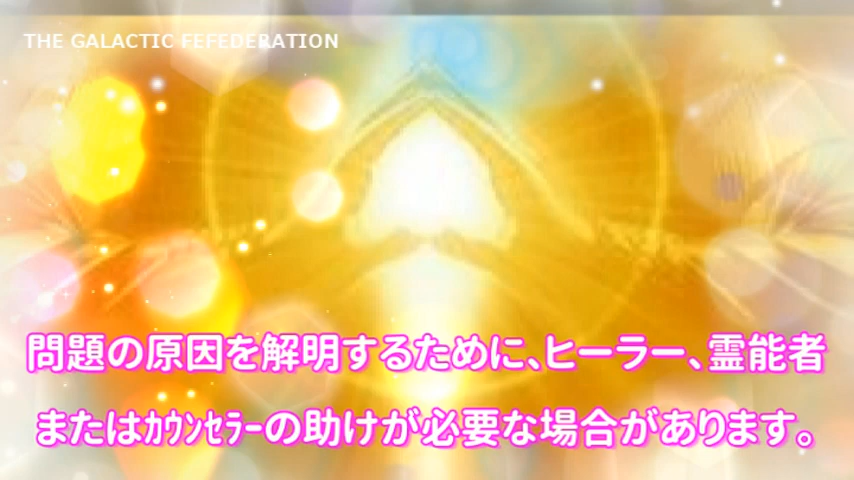 THE GALACTIC FEFEDERATION
問題の原因を解明するために、ヒーラー、霊能者
またはｶｳﾝｾﾗｰの助けが必要な場合があります。